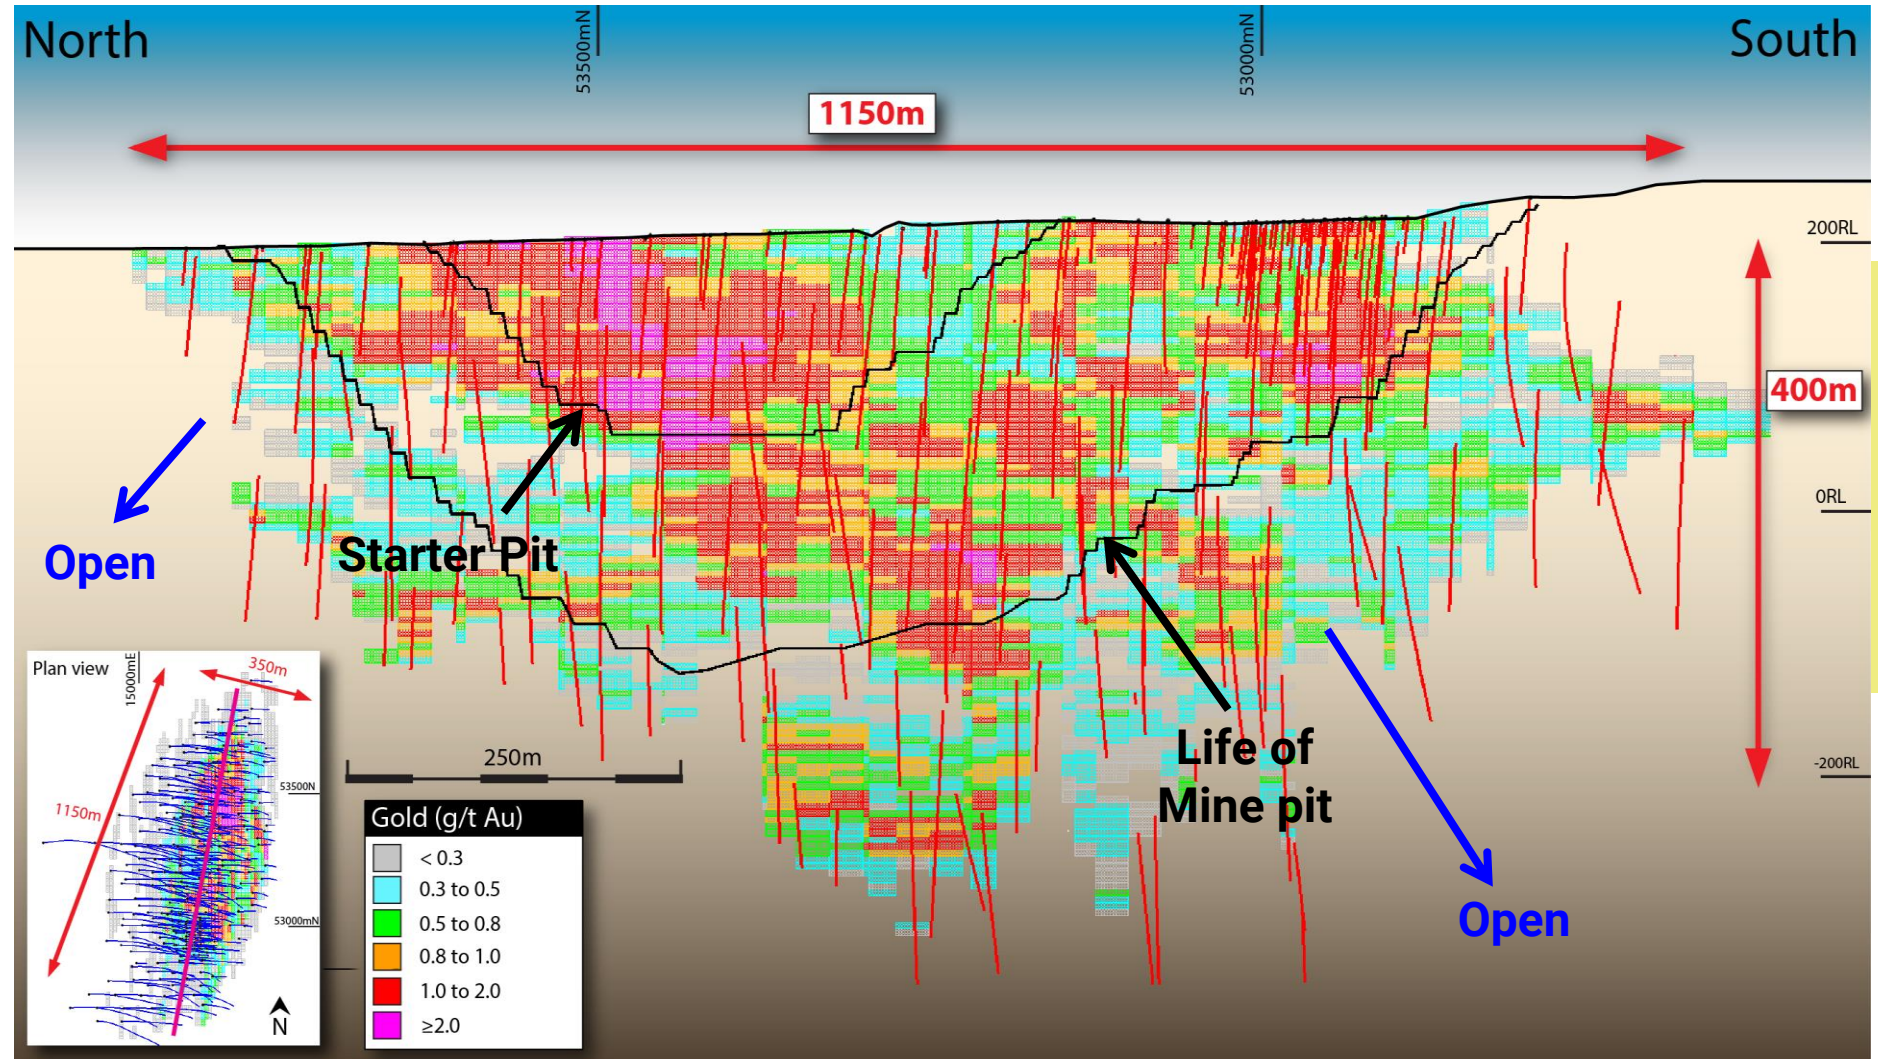 North
53500mN
53000mN
South
1150m
200RL
400m
0RL
-200RL
Open
Starter Pit
Life of
Mine pit
Open
250m
Plan view
15000mE
350m
1150m
53500N
53000mN
N
Gold (g/t Au)
< 0.3
0.3 to 0.5
0.5 to 0.8
0.8 to 1.0
1.0 to 2.0
≥2.0